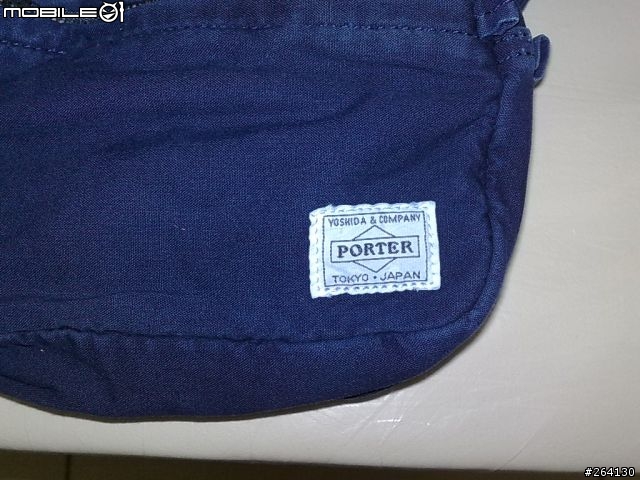 MOBILE01
YOSHIDA & COMPANY
PORTER
TOKYO • JAPAN
#264130